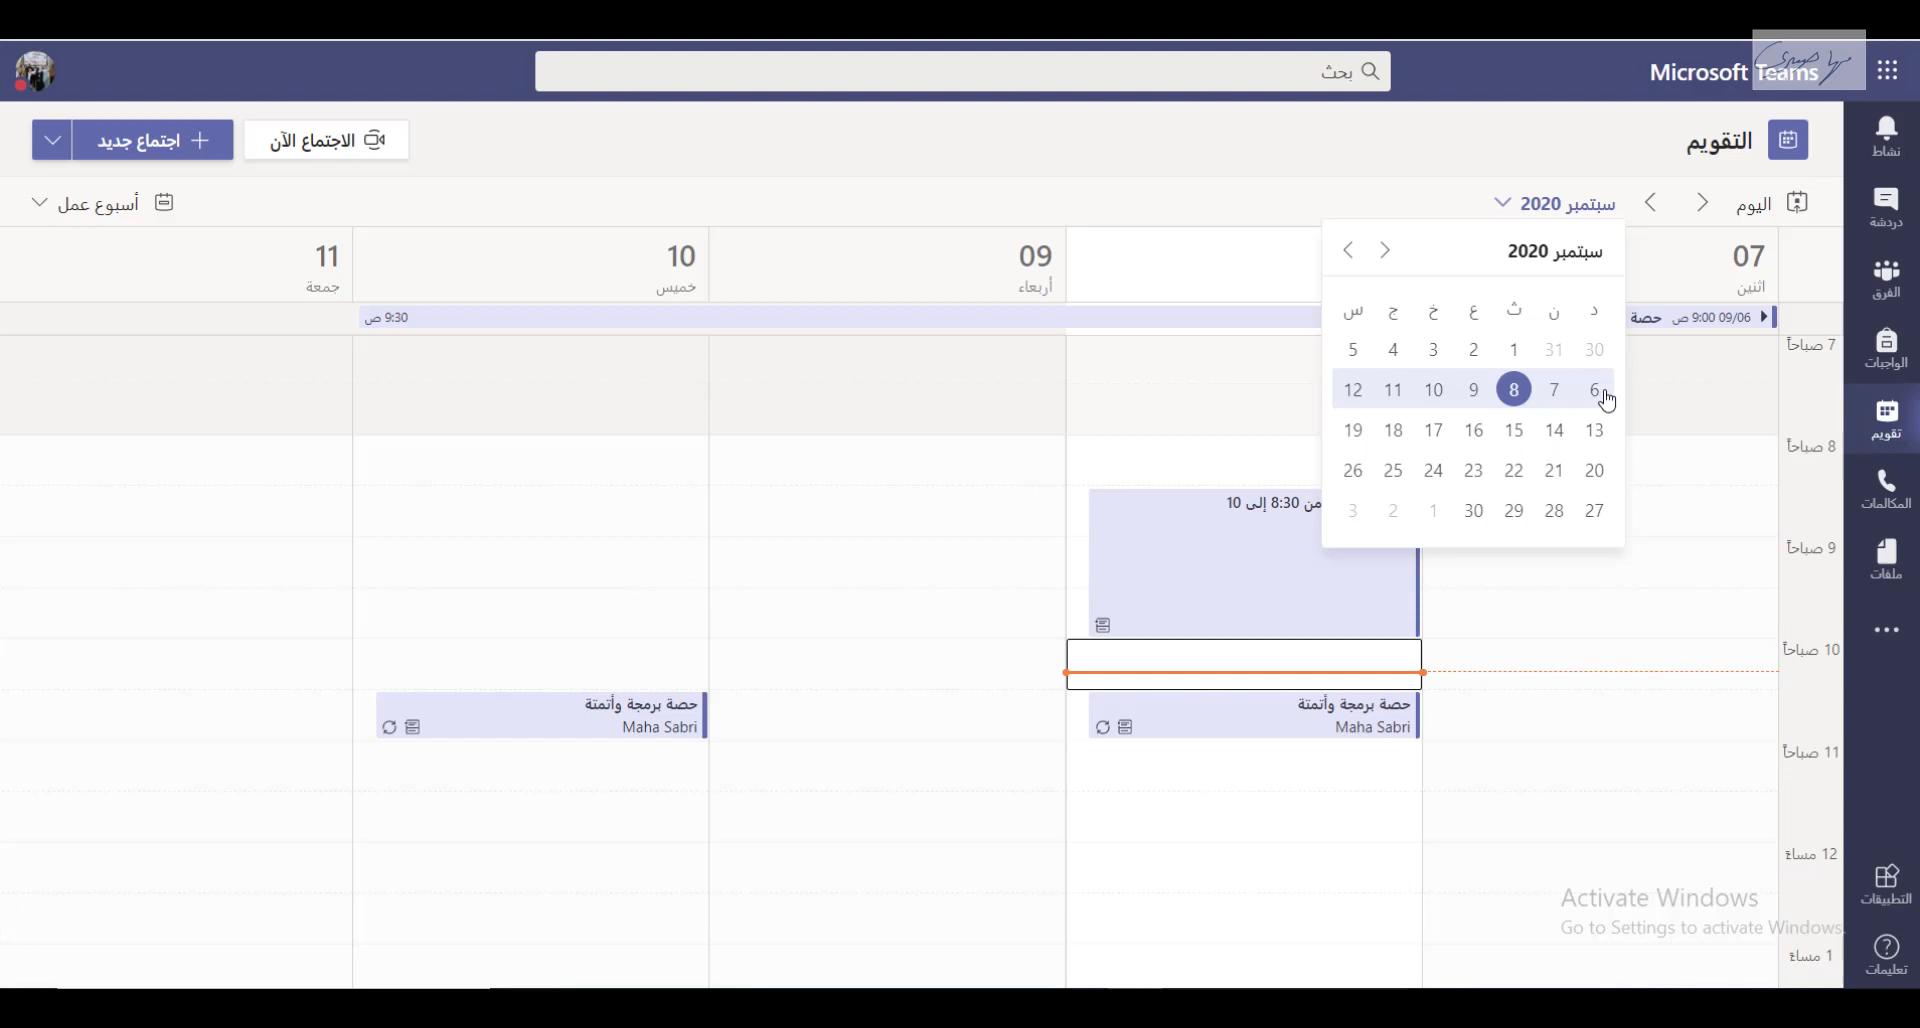 Microsoft Teams
بحث
التقويم
الاجتماع الآن
اجتماع جديد
اليوم
سبتمبر 2020
أسبوع عمل
07
اثنين
09
أربعاء
10
خميس
11
جمعة
09/06 9:00 ص حصة
9:30 ص
سبتمبر 2020
د ن ث ع خ ج س
30 31 1 2 3 4 5
6 7 8 9 10 11 12
13 14 15 16 17 18 19
20 21 22 23 24 25 26
27 28 29 30 1 2 3
7 صباحاً
8 صباحاً
9 صباحاً
10 صباحاً
11 صباحاً
12 مساءً
1 مساءً
من 8:30 إلى 10
حصة برمجة وأتمتة
Maha Sabri
حصة برمجة وأتمتة
Maha Sabri
نشاط
دردشة
الفرق
الواجبات
تقويم
المكالمات
ملفات
التطبيقات
تعليمات
Activate Windows
Go to Settings to activate Windows.